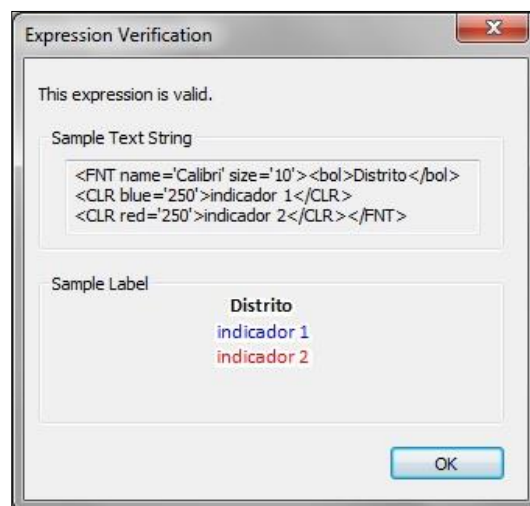 Expression Verification
This expression is valid.
Sample Text String
<FNT name='Calibri' size='10'><bol>Distrito</bol>
<CLR blue='250'>indicador 1</CLR>
<CLR red='250'>indicador 2</CLR></FNT>
Sample Label
Distrito
indicador 1
indicador 2
OK